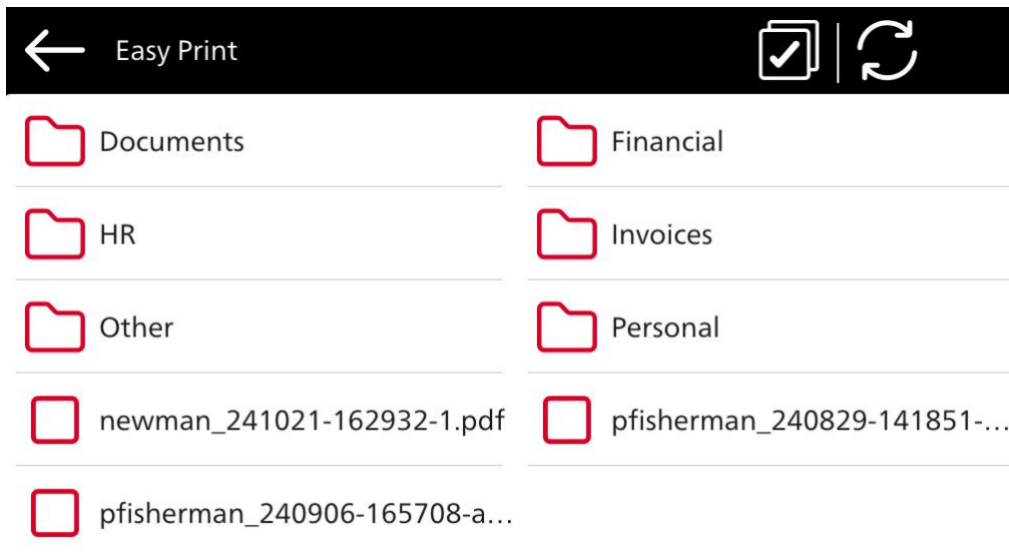 Easy Print
Documents
Financial
HR
Invoices
Other
Personal
newman_241021-162932-1.pdf
pfisherman_240829-141851-...
pfisherman_240906-165708-a...